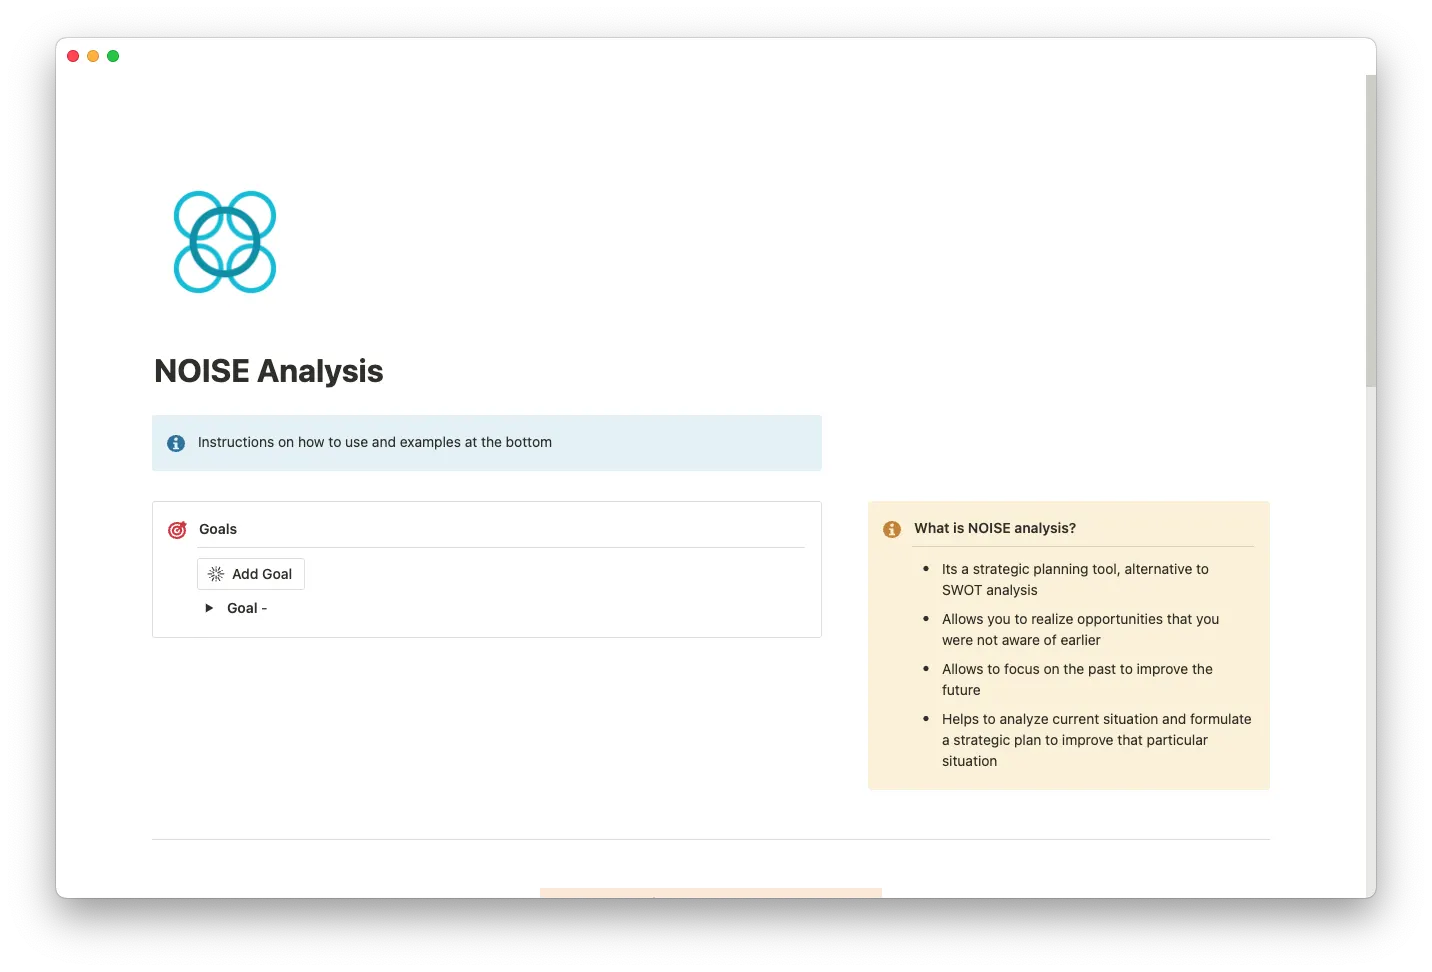 NOISE Analysis
Instructions on how to use and examples at the bottom
Goals
Add Goal
Goal -
What is NOISE analysis?
Its a strategic planning tool, alternative to
SWOT analysis
Allows you to realize opportunities that you
were not aware of earlier
Allows to focus on the past to improve the
future
Helps to analyze current situation and formulate
a strategic plan to improve that particular
situation